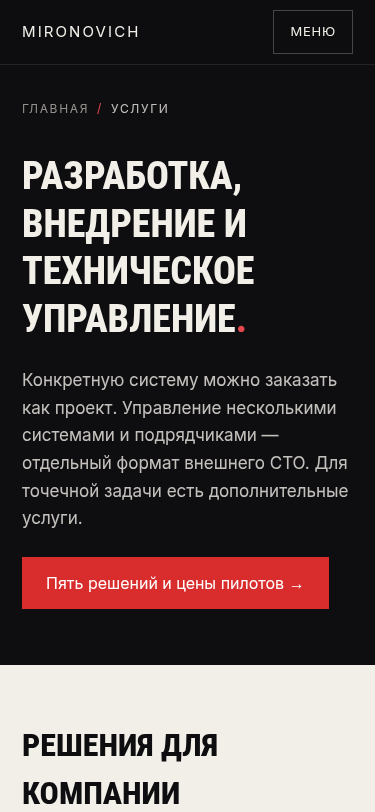 MIRONOVICH
МЕНЮ
ГЛАВНАЯ / УСЛУГИ
РАЗРАБОТКА,
ВНЕДРЕНИЕ И
ТЕХНИЧЕСКОЕ
УПРАВЛЕНИЕ.
Конкретную систему можно заказать
как проект. Управление несколькими
системами и подрядчиками —
отдельный формат внешнего СТО. Для
точечной задачи есть дополнительные
услуги.
Пять решений и цены пилотов →
РЕШЕНИЯ ДЛЯ
КОМПАНИИ